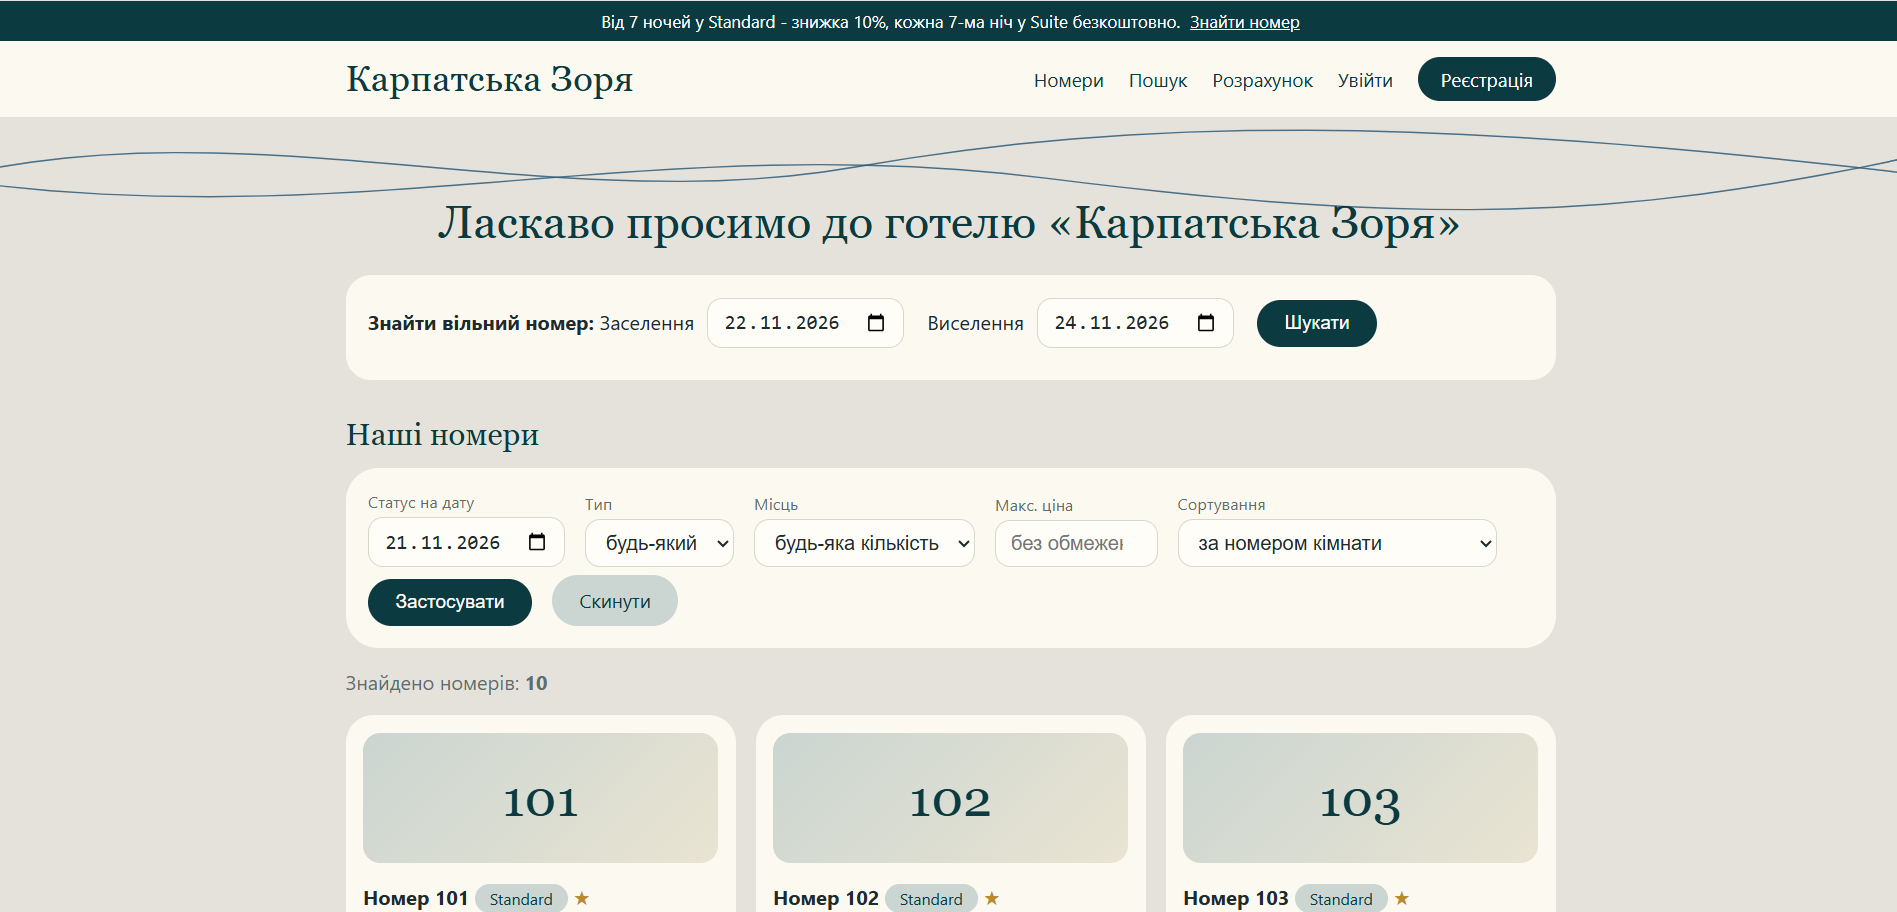 Від 7 ночей у Standard - знижка 10%, кожна 7-ма ніч у Suite безкоштовно. Знайти номер
Карпатська Зоря
Номери Пошук Розрахунок Увійти Реєстрація
Ласкаво просимо до готелю «Карпатська Зоря»
Знайти вільний номер: Заселення 22.11.2026 Виселення 24.11.2026 Шукати
Наші номери
Статус на дату Тип Місць Макс. ціна Сортування
21.11.2026 будь-який будь-яка кількість без обмежен за номером кімнати
Застосувати Скинути
Знайдено номерів: 10
101 102 103
Номер 101 Standard ★ Номер 102 Standard ★ Номер 103 Standard ★